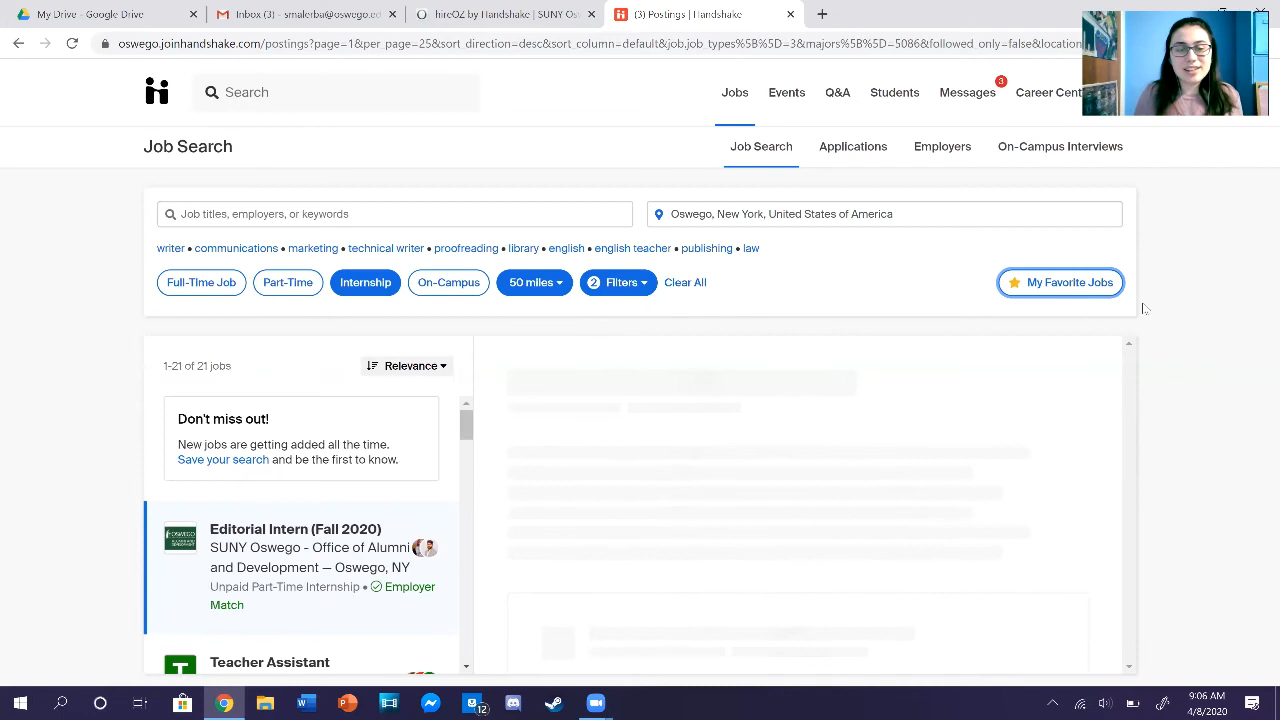 My Drive - Google Drive
Inbox (3) - emalerba@oswego.e
hireOZ by Handshake | SUNY Os
(3) Postings | Handshake
oswego.joinhandshake.com/postings?page=1&per_page=25&sort_direction=desc&sort_column=default&job.job_types%5B%5D=3&majors%5B%5D=5086&followed_only=false&location
Search
Jobs
Events
Q&A
Students
Messages
3
Career Cent
Job Search
Job Search
Applications
Employers
On-Campus Interviews
Job titles, employers, or keywords
Oswego, New York, United States of America
writer • communications • marketing • technical writer • proofreading • library • english • english teacher • publishing • law
Full-Time Job
Part-Time
Internship
On-Campus
50 miles
2 Filters
Clear All
My Favorite Jobs
1-21 of 21 jobs
Relevance
Don't miss out!
New jobs are getting added all the time.
Save your search and be the first to know.
OSWEGO
Editorial Intern (Fall 2020)
SUNY Oswego - Office of Alumni
and Development — Oswego, NY
Unpaid Part-Time Internship • Employer
Match
T
Teacher Assistant
12
9:06 AM
4/8/2020